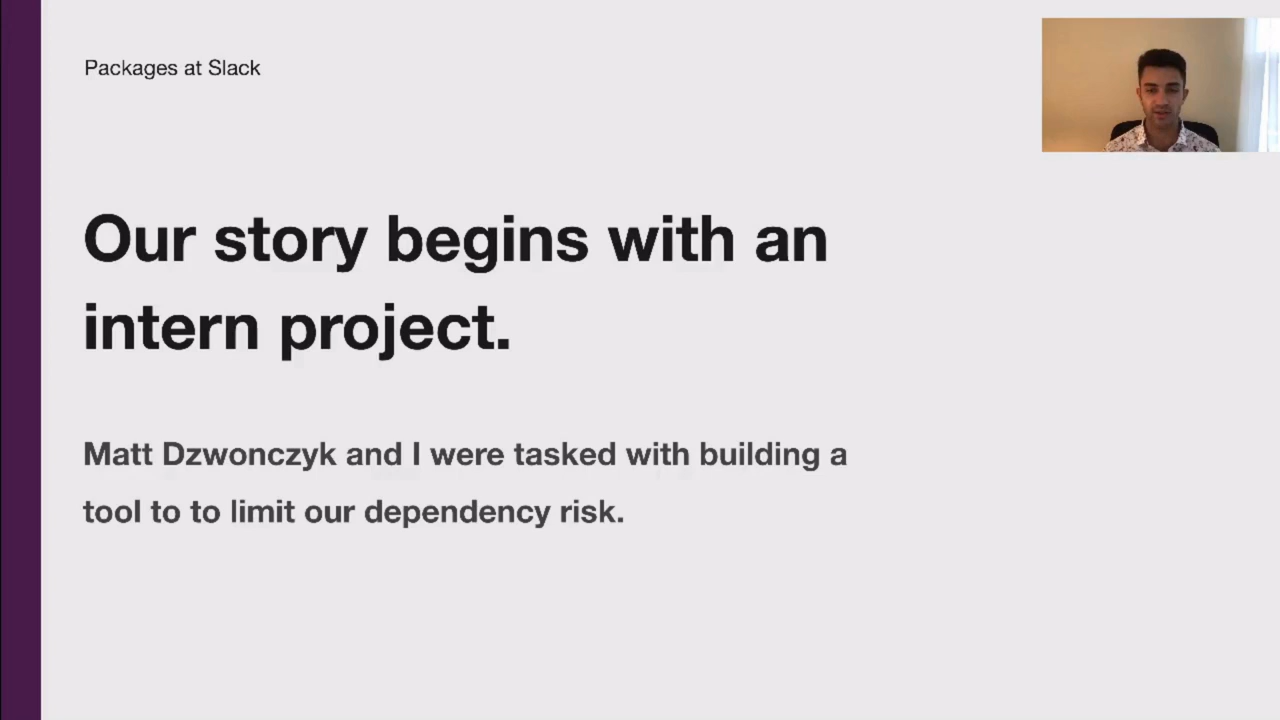 Packages at Slack
Our story begins with an
intern project.
Matt Dzwonczyk and I were tasked with building a
tool to to limit our dependency risk.